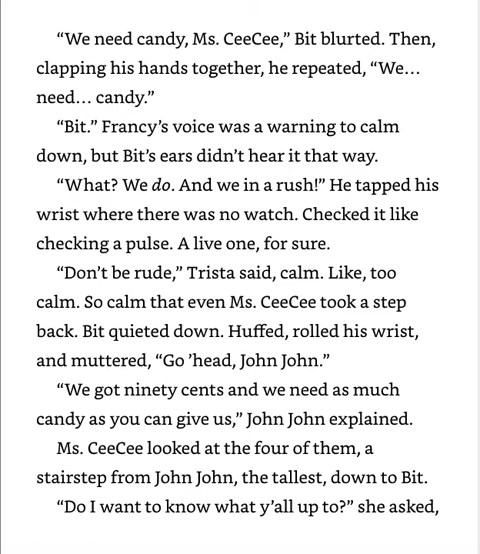 “We need candy, Ms. CeeCee,” Bit blurted. Then,
clapping his hands together, he repeated, “We…
need… candy.”
“Bit.” Francy’s voice was a warning to calm
down, but Bit’s ears didn’t hear it that way.
“What? We do. And we in a rush!” He tapped his
wrist where there was no watch. Checked it like
checking a pulse. A live one, for sure.
“Don’t be rude,” Trista said, calm. Like, too
calm. So calm that even Ms. CeeCee took a step
back. Bit quieted down. Huffed, rolled his wrist,
and muttered, “Go ’head, John John.”
“We got ninety cents and we need as much
candy as you can give us,” John John explained.
Ms. CeeCee looked at the four of them, a
stairstep from John John, the tallest, down to Bit.
“Do I want to know what y’all up to?” she asked,